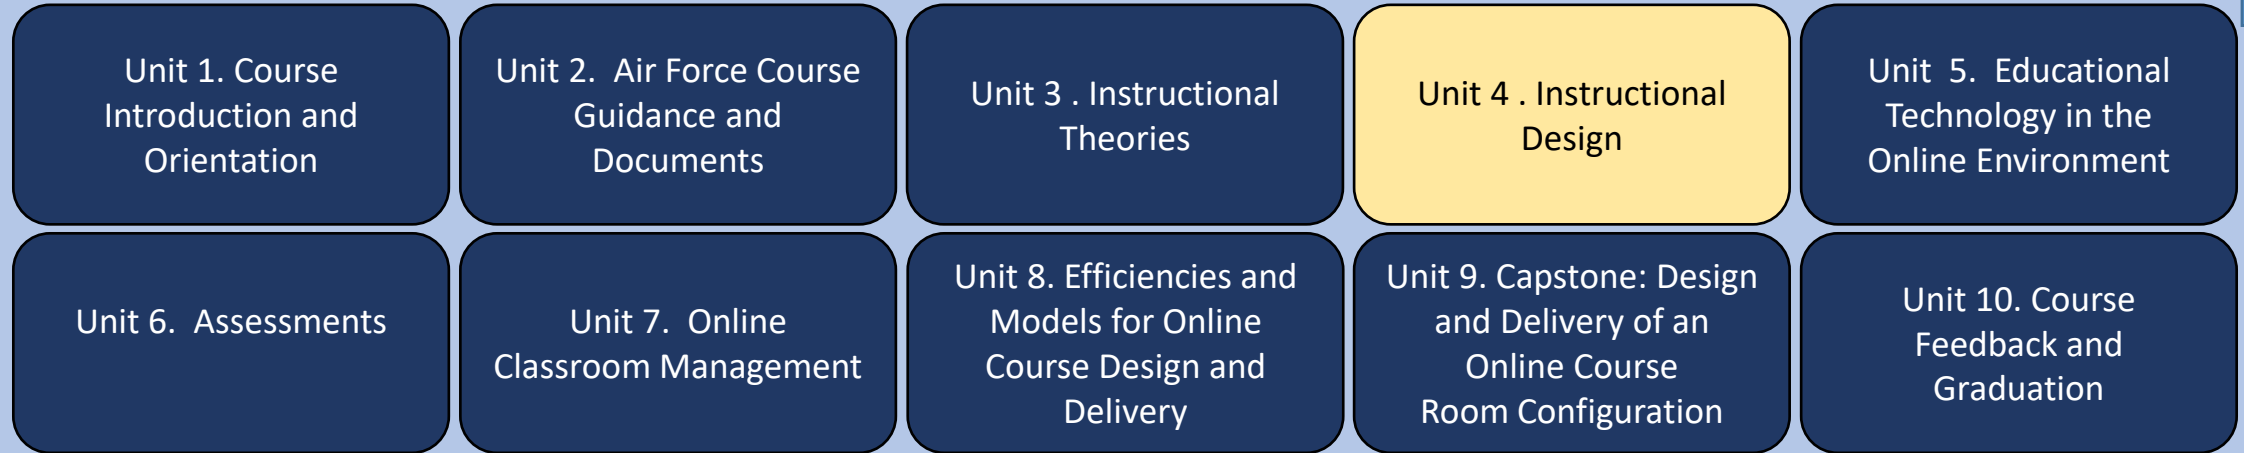 Unit 1. Course
Introduction and
Orientation
Unit 2.  Air Force Course
Guidance and
Documents
Unit 3 . Instructional
Theories
Unit 4 . Instructional
Design
Unit  5.  Educational
Technology in the
Online Environment
Unit 6.  Assessments
Unit 7.  Online
Classroom Management
Unit 8. Efficiencies and
Models for Online
Course Design and
Delivery
Unit 9. Capstone: Design
and Delivery of an
Online Course
Room Configuration
Unit 10. Course
Feedback and
Graduation